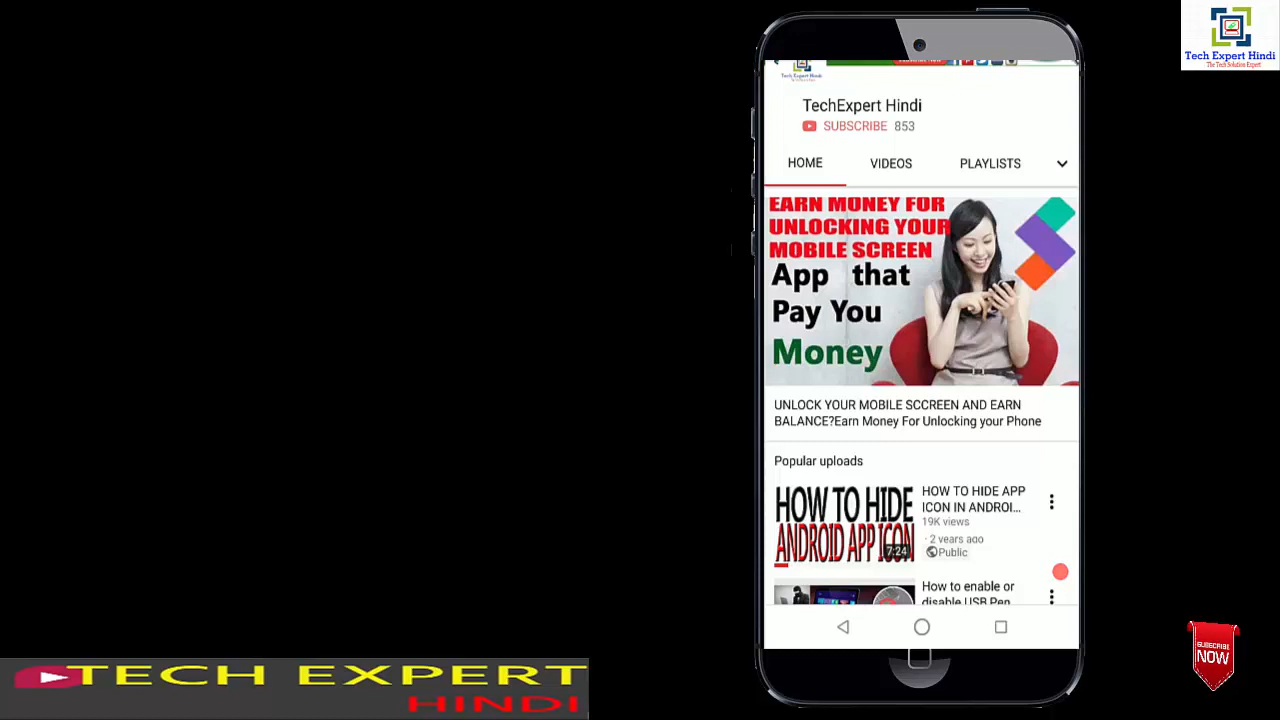 Tech Expert Hindi
The Tech Solution Expert
Tech Expert Hindi
TechExpert Hindi
SUBSCRIBE 853
HOME VIDEOS PLAYLISTS
EARN MONEY FOR
UNLOCKING YOUR
MOBILE SCREEN
App that
Pay You
Money
UNLOCK YOUR MOBILE SCCREEN AND EARN
BALANCE?Earn Money For Unlocking your Phone
Popular uploads
HOW TO HIDE
ANDROID APP ICON
7:24
HOW TO HIDE APP
ICON IN ANDROI...
19K views
· 2 years ago
Public
How to enable or
disable USB Pen
TECH EXPERT
HINDI
SUBSCRIBE
NOW